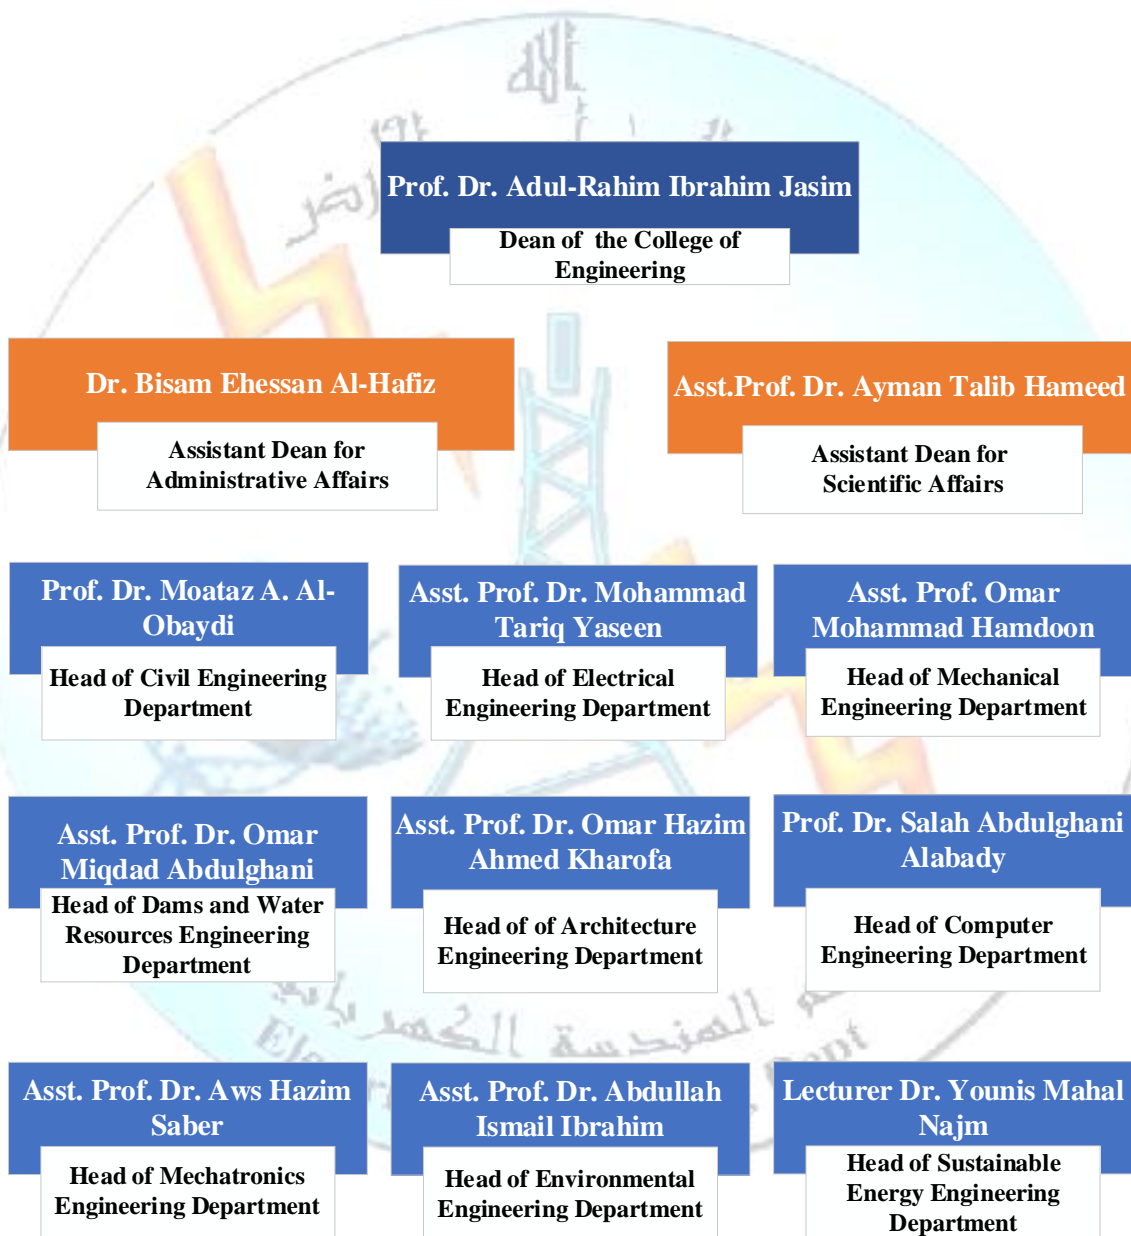 الله
Prof. Dr. Adul-Rahim Ibrahim Jasim
Dean of the College of
Engineering
Dr. Bisam Ehessan Al-Hafiz
Assistant Dean for
Administrative Affairs
Asst.Prof. Dr. Ayman Talib Hameed
Assistant Dean for
Scientific Affairs
Prof. Dr. Moataz A. Al-
Obaydi
Head of Civil Engineering
Department
Asst. Prof. Dr. Mohammad
Tariq Yaseen
Head of Electrical
Engineering Department
Asst. Prof. Omar
Mohammad Hamdoon
Head of Mechanical
Engineering Department
Asst. Prof. Dr. Omar
Miqdad Abdulghani
Head of Dams and Water
Resources Engineering
Department
Asst. Prof. Dr. Omar Hazim
Ahmed Kharofa
Head of of Architecture
Engineering Department
Prof. Dr. Salah Abdulghani
Alabady
Head of Computer
Engineering Department
الهندسة الكهربائية
Asst. Prof. Dr. Aws Hazim
Saber
Head of Mechatronics
Engineering Department
Asst. Prof. Dr. Abdullah
Ismail Ibrahim
Head of Environmental
Engineering Department
Lecturer Dr. Younis Mahal
Najm
Head of Sustainable
Energy Engineering
Department